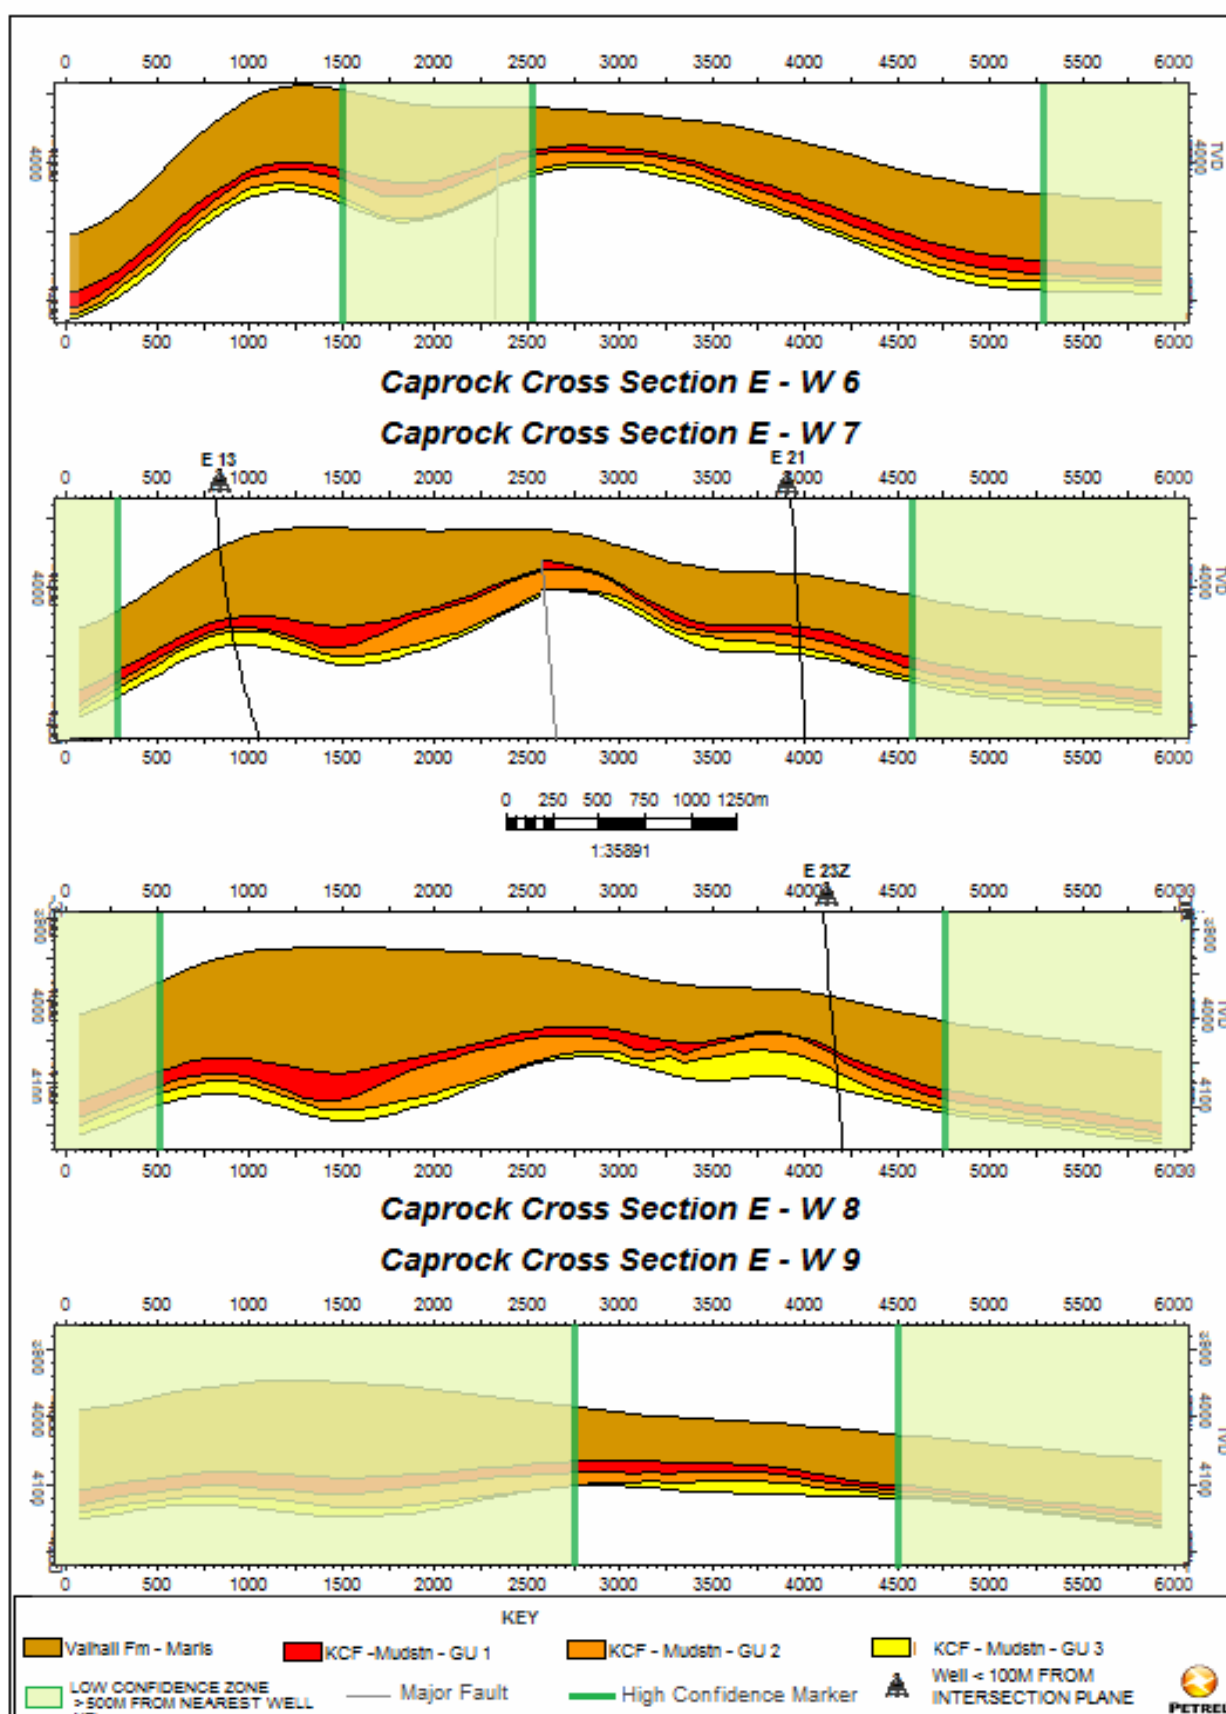 0 500 1000 1500 2000 2500 3000 3500 4000 4500 5000 5500 6000
4000 4000 TVD
0 500 1000 1500 2000 2500 3000 3500 4000 4500 5000 5500 6000
Caprock Cross Section E - W 6
Caprock Cross Section E - W 7
E 13 E 21
0 500 1000 1500 2000 2500 3000 3500 4000 4500 5000 5500 6000
4000 4000 TVD
0 500 1000 1500 2000 2500 3000 3500 4000 4500 5000 5500 6000
0 250 500 750 1000 1250m
1:35891
E 23Z
0 500 1000 1500 2000 2500 3000 3500 4000 4500 5000 5500
3900 4000 4100 3900 4000 4100 TVD
0 500 1000 1500 2000 2500 3000 3500 4000 4500 5000 5500
Caprock Cross Section E - W 8
Caprock Cross Section E - W 9
0 500 1000 1500 2000 2500 3000 3500 4000 4500 5000 5500 6000
3900 4000 4100 3900 4000 4100 TVD
0 500 1000 1500 2000 2500 3000 3500 4000 4500 5000 5500 6000
KEY
Valhall Fm - Marls KCF -Mudstn - GU 1 KCF - Mudstn - GU 2 KCF - Mudstn - GU 3
LOW CONFIDENCE ZONE
>500M FROM NEAREST WELL
Major Fault High Confidence Marker
Well < 100M FROM
INTERSECTION PLANE
PETREL